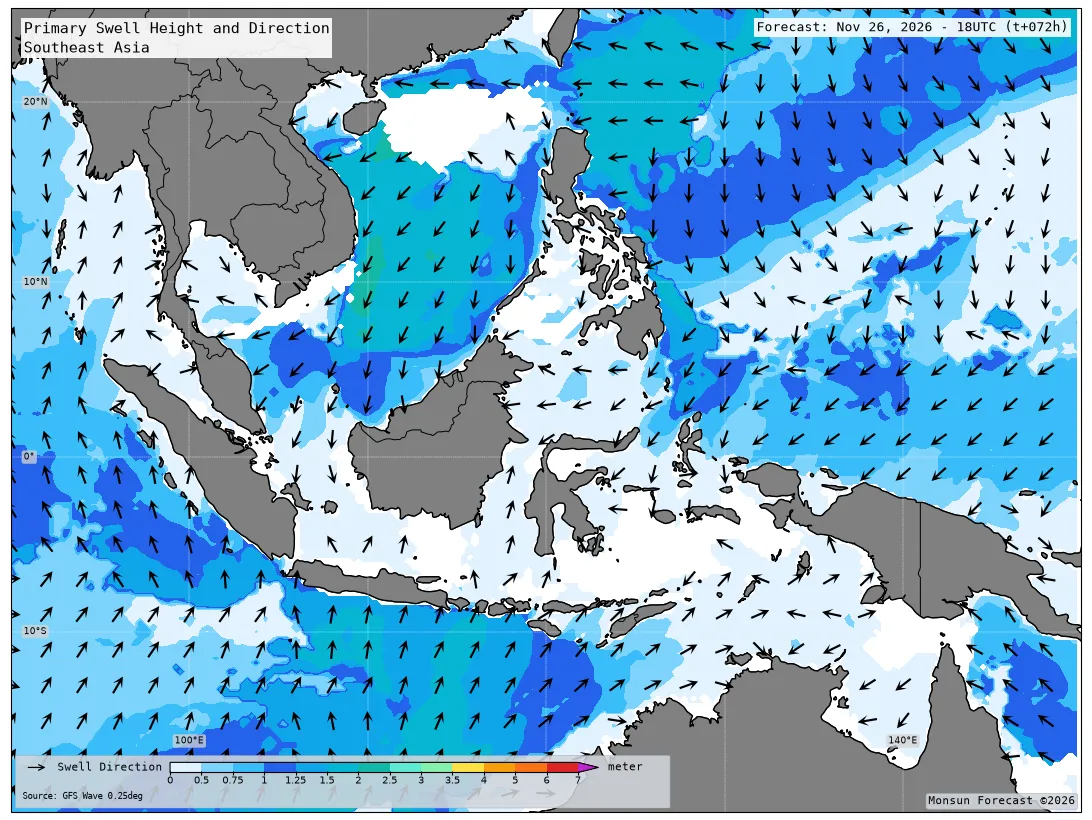 Primary Swell Height and Direction
Southeast Asia
Forecast: Nov 26, 2026 - 18UTC (t+072h)
20°N
10°N
0°
10°S
100°E
140°E
Swell Direction
meter
0 0.5 0.75 1 1.25 1.5 2 2.5 3 3.5 4 5 6 7
Source: GFS Wave 0.25deg
Monsun Forecast ©2026